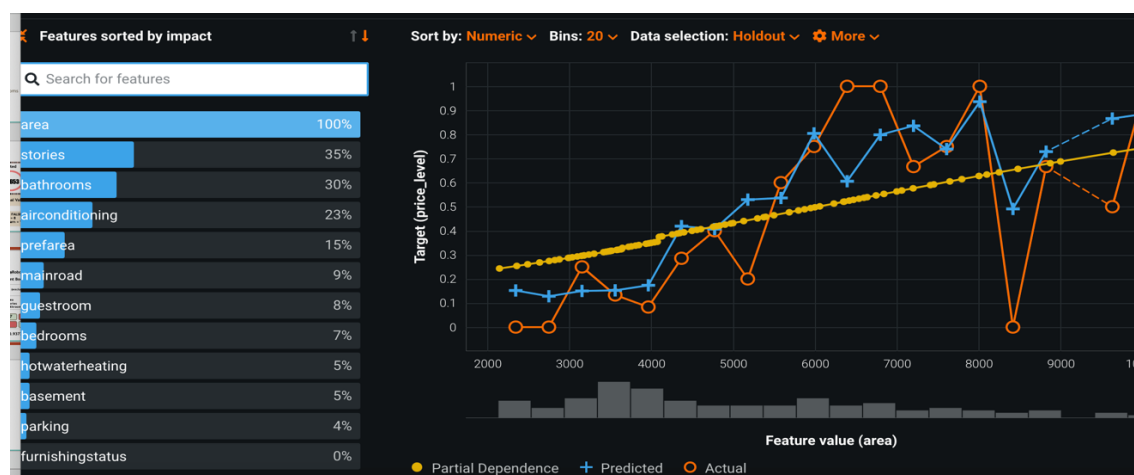 Features sorted by impact
Search for features
area 100%
stories 35%
bathrooms 30%
airconditioning 23%
prefarea 15%
mainroad 9%
guestroom 8%
bedrooms 7%
hotwaterheating 5%
basement 5%
parking 4%
furnishingstatus 0%
Sort by: Numeric Bins: 20 Data selection: Holdout More
Target (price_level)
1
0.9
0.8
0.7
0.6
0.5
0.4
0.3
0.2
0.1
0
2000 3000 4000 5000 6000 7000 8000 9000
Feature value (area)
Partial Dependence Predicted Actual